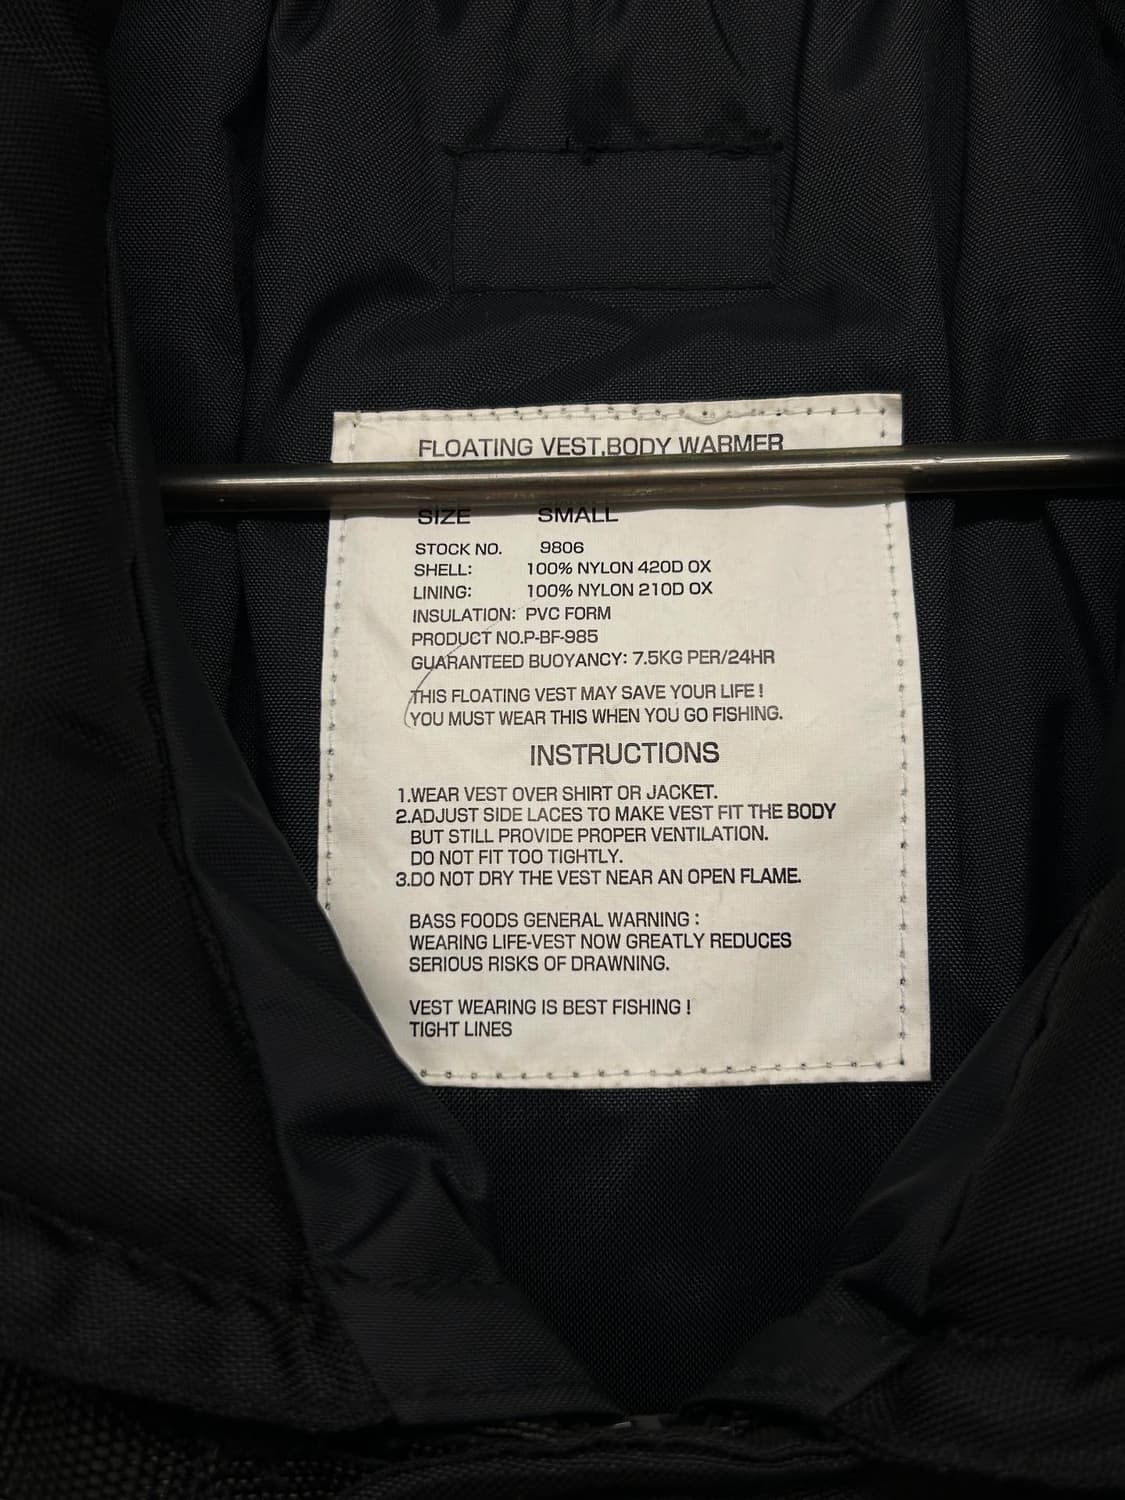 FLOATING VEST,BODY WARMER
SIZE SMALL
STOCK NO. 9806
SHELL: 100% NYLON 420D OX
LINING: 100% NYLON 210D OX
INSULATION: PVC FORM
PRODUCT NO.P-BF-985
GUARANTEED BUOYANCY: 7.5KG PER/24HR
THIS FLOATING VEST MAY SAVE YOUR LIFE !
YOU MUST WEAR THIS WHEN YOU GO FISHING.
INSTRUCTIONS
1.WEAR VEST OVER SHIRT OR JACKET.
2.ADJUST SIDE LACES TO MAKE VEST FIT THE BODY
BUT STILL PROVIDE PROPER VENTILATION.
DO NOT FIT TOO TIGHTLY.
3.DO NOT DRY THE VEST NEAR AN OPEN FLAME.
BASS FOODS GENERAL WARNING :
WEARING LIFE-VEST NOW GREATLY REDUCES
SERIOUS RISKS OF DRAWNING.
VEST WEARING IS BEST FISHING !
TIGHT LINES